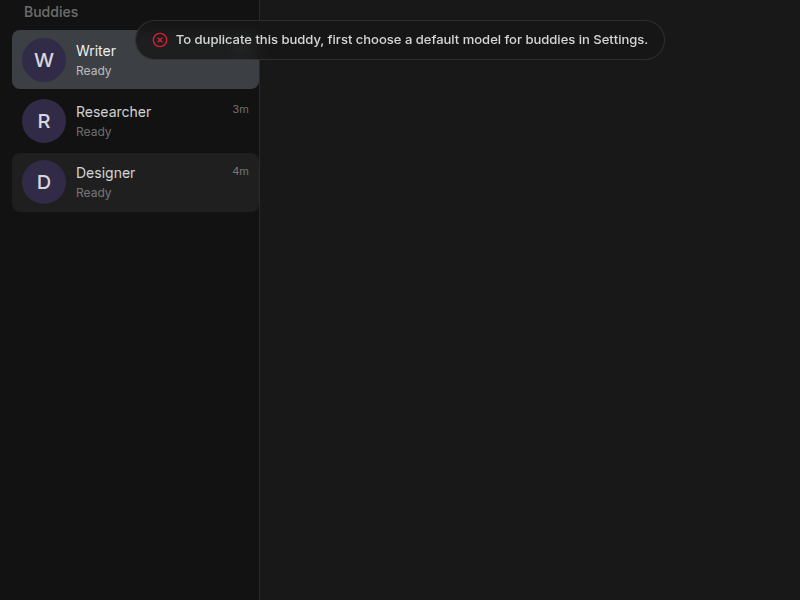 Buddies
To duplicate this buddy, first choose a default model for buddies in Settings.
W
Writer
Ready
R
Researcher
3m
Ready
D
Designer
4m
Ready